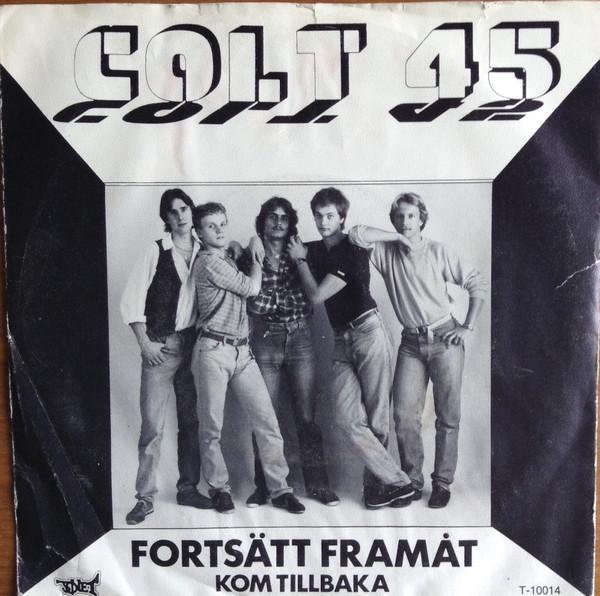 COLT 45
FORTSÄTT FRAMÅT
KOM TILLBAKA
T-10014